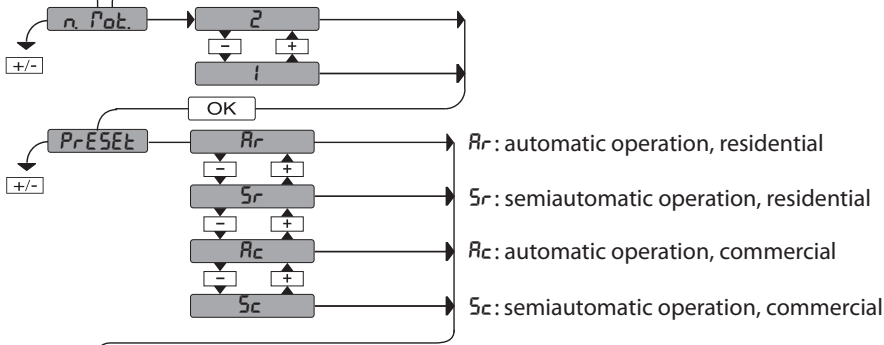 n. Mot. 2
+/- - +
1
OK
PrESEt Ar Ar: automatic operation, residential
+/- - +
Sr Sr: semiautomatic operation, residential
- +
Ac Ac: automatic operation, commercial
- +
Sc Sc: semiautomatic operation, commercial